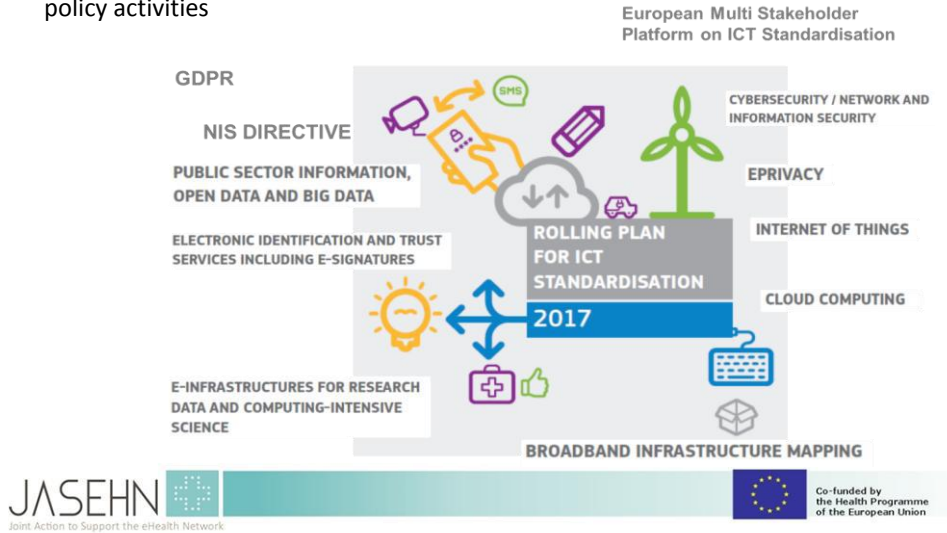 policy activities
European Multi Stakeholder
Platform on ICT Standardisation
GDPR
SMS
CYBERSECURITY / NETWORK AND
INFORMATION SECURITY
NIS DIRECTIVE
PUBLIC SECTOR INFORMATION,
OPEN DATA AND BIG DATA
EPRIVACY
ELECTRONIC IDENTIFICATION AND TRUST
SERVICES INCLUDING E-SIGNATURES
ROLLING PLAN
FOR ICT
STANDARDISATION
2017
INTERNET OF THINGS
CLOUD COMPUTING
E-INFRASTRUCTURES FOR RESEARCH
DATA AND COMPUTING-INTENSIVE
SCIENCE
BROADBAND INFRASTRUCTURE MAPPING
JASEHN
Joint Action to Support the eHealth Network
Co-funded by
the Health Programme
of the European Union